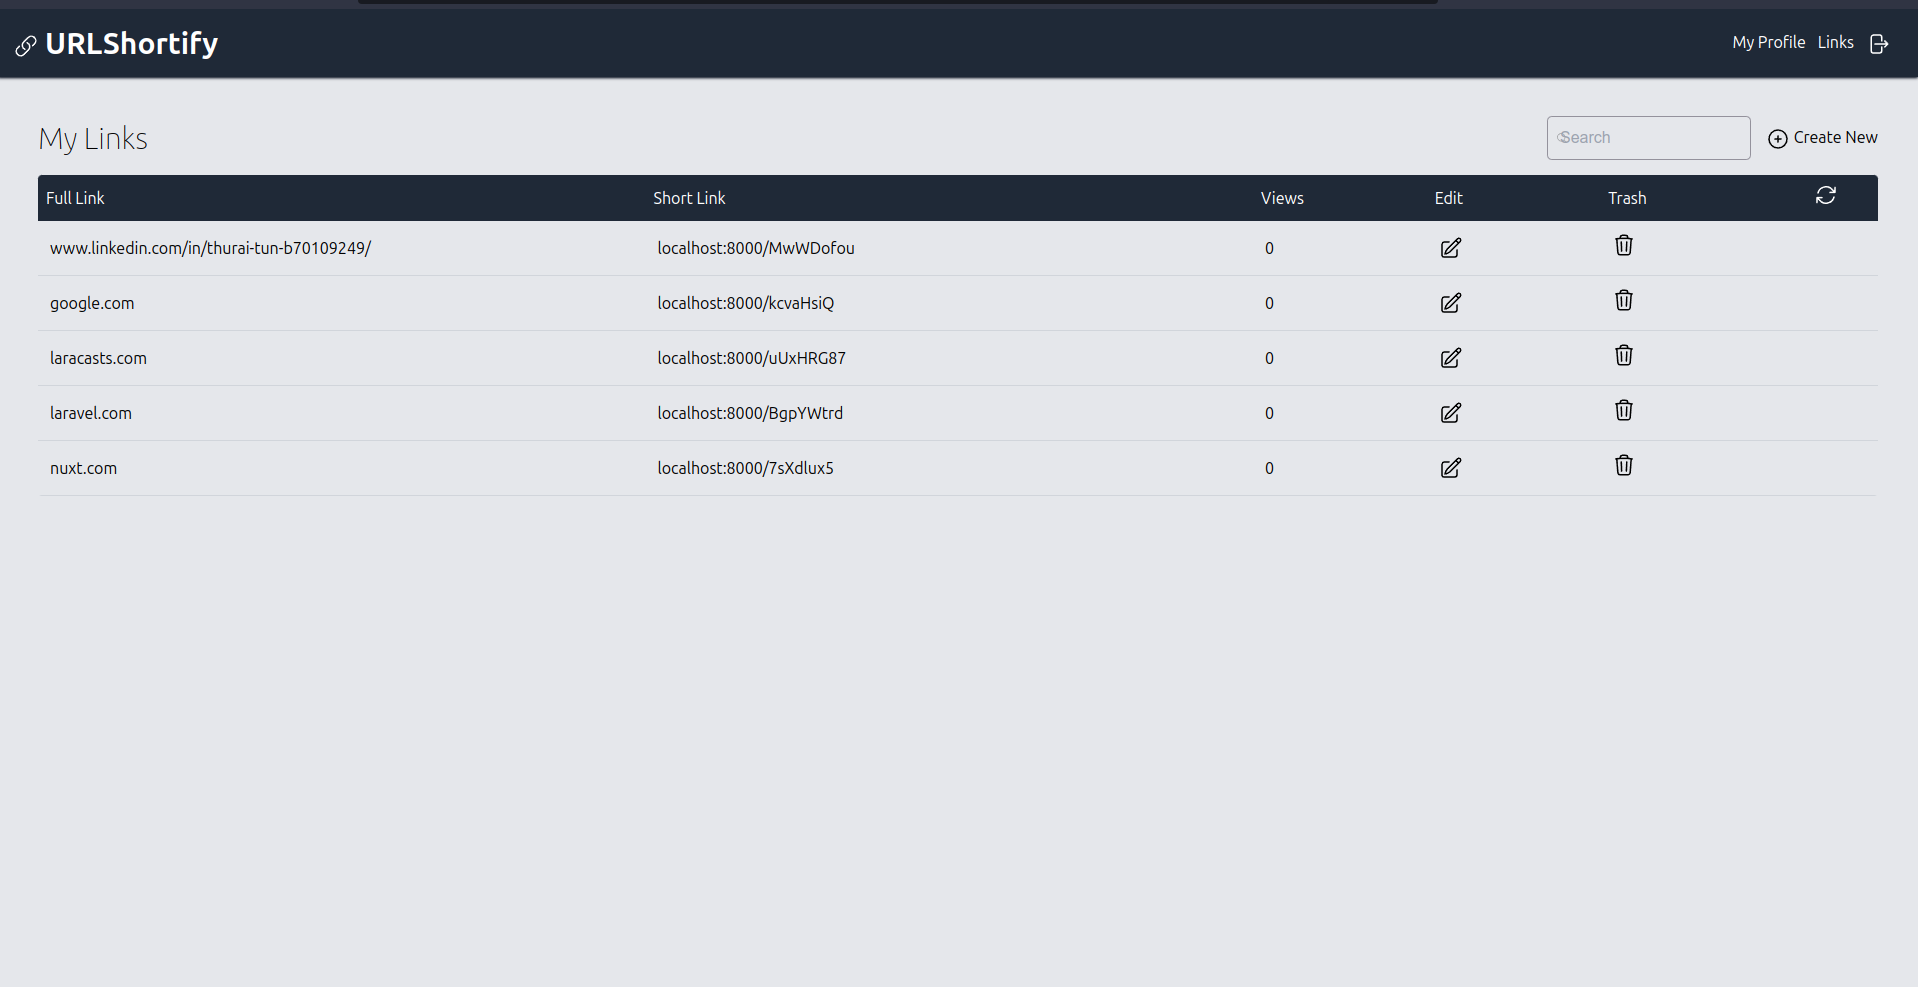 URLShortify
My Profile Links
My Links
Search
Create New
Full Link Short Link Views Edit Trash
www.linkedin.com/in/thurai-tun-b70109249/ localhost:8000/MwWDofou 0
google.com localhost:8000/kcvaHsiQ 0
laracasts.com localhost:8000/uUxHRG87 0
laravel.com localhost:8000/BgpYWtrd 0
nuxt.com localhost:8000/7sXdlux5 0